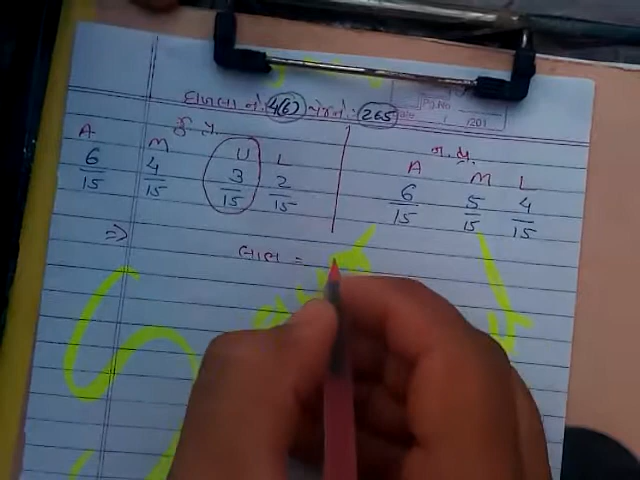 દાખલા નં. 4(6) પેજ નં. 265
જુ. પ્ર.
ન. પ્ર.
A M U L
6/15 4/15 3/15 2/15
A M L
6/15 5/15 4/15
⇒
લાભ =